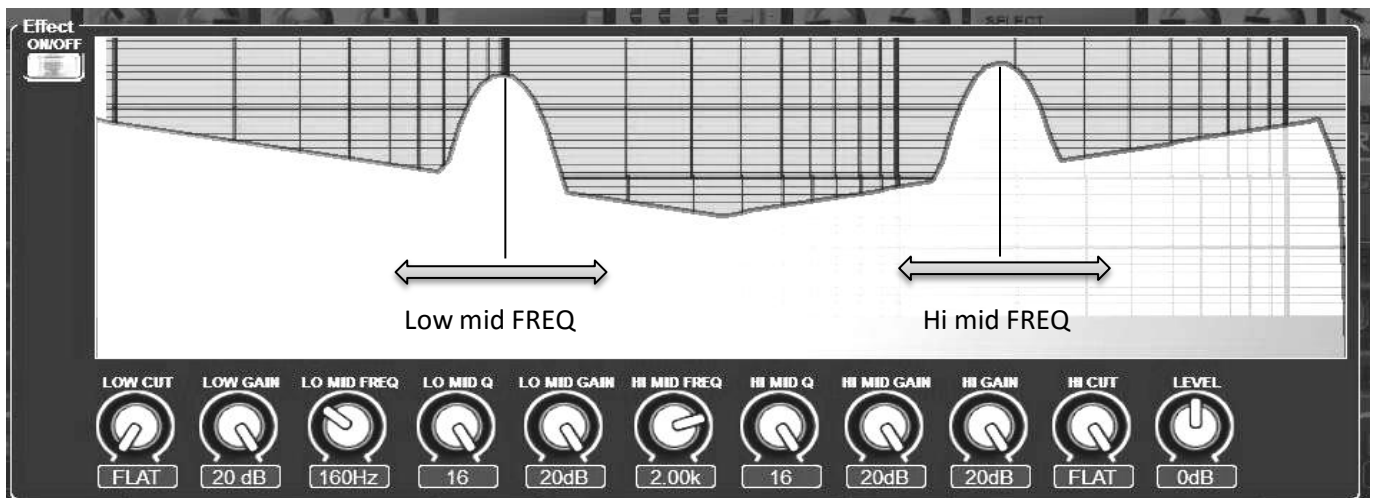 SELECT
Effect
ON/OFF
Low mid FREQ
Hi mid FREQ
LOW CUT LOW GAIN LO MID FREQ LO MID Q LO MID GAIN HI MID FREQ HI MID Q HI MID GAIN HI GAIN HI CUT LEVEL
FLAT 20 dB 160Hz 16 20dB 2.00k 16 20dB 20dB FLAT 0dB